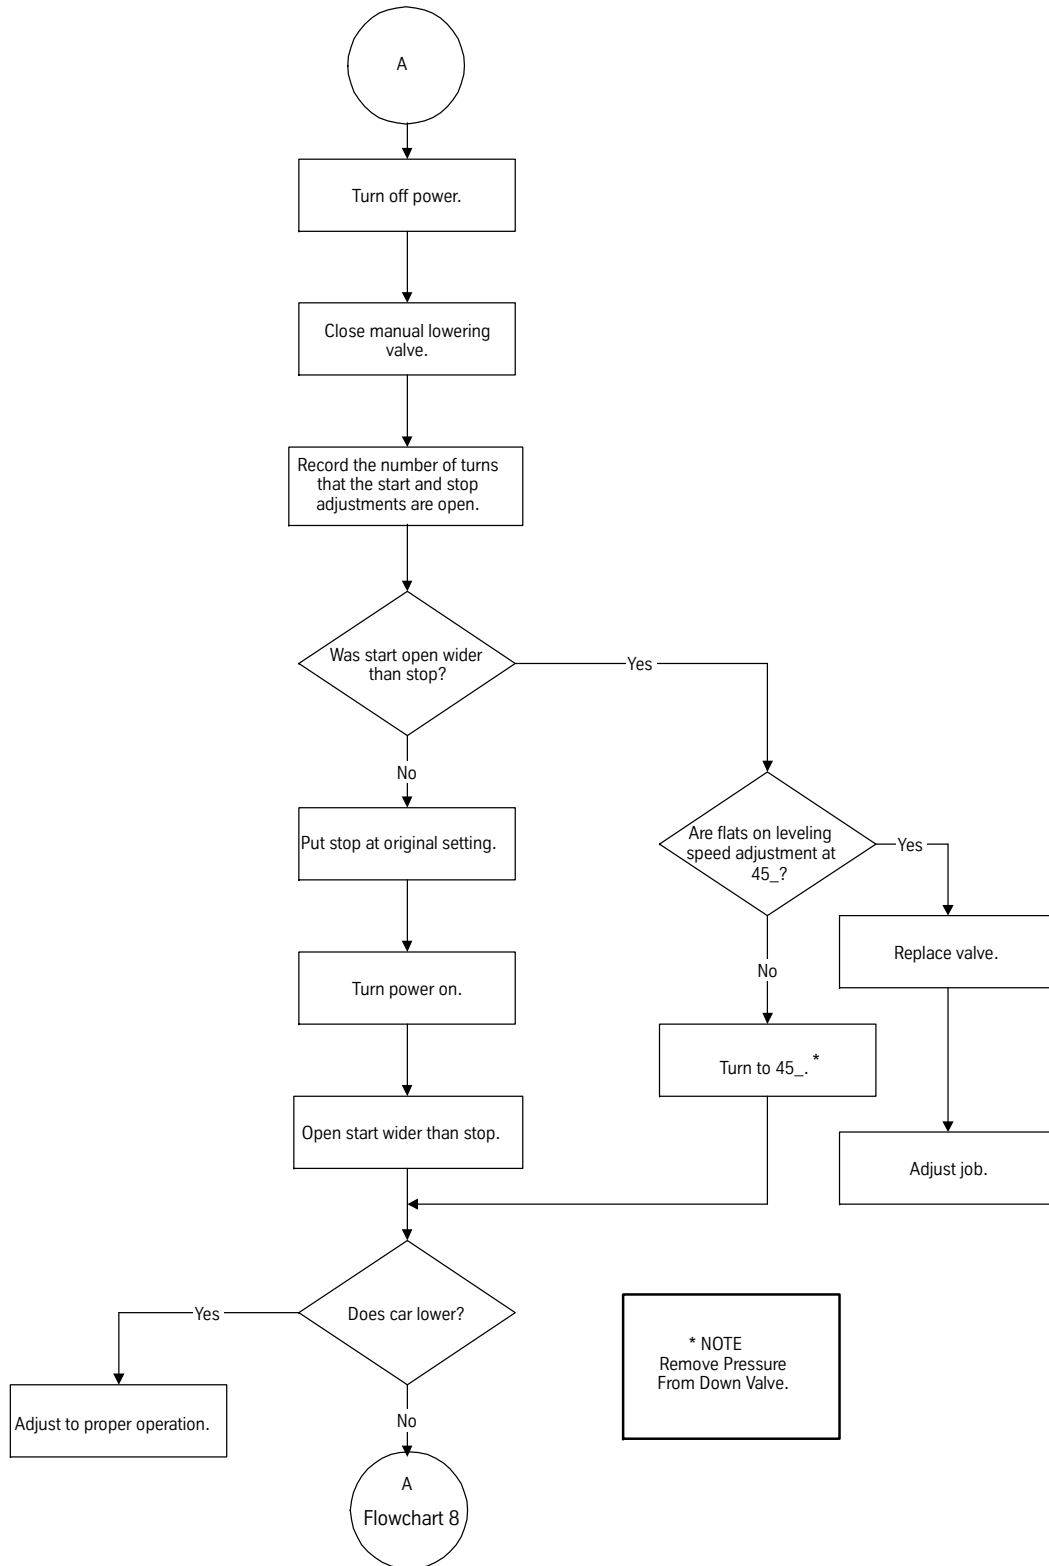 A
Turn off power.
Close manual lowering
valve.
Record the number of turns
that the start and stop
adjustments are open.
Was start open wider
than stop?
Yes
No
Are flats on leveling
speed adjustment at
45_?
Yes
No
Put stop at original setting.
Replace valve.
Turn power on.
Turn to 45_. *
Open start wider than stop.
Adjust job.
Does car lower?
Yes
No
* NOTE
Remove Pressure
From Down Valve.
Adjust to proper operation.
A
Flowchart 8